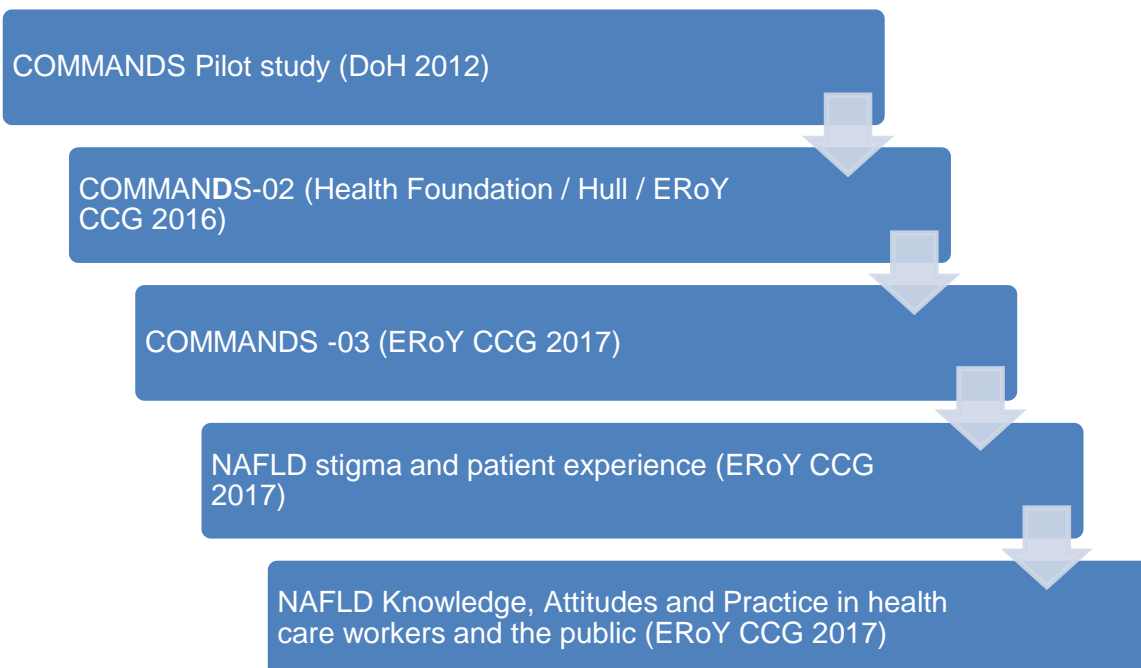 COMMANDS Pilot study (DoH 2012)
COMMANDS-02 (Health Foundation / Hull / ERoY
CCG 2016)
COMMANDS -03 (ERoY CCG 2017)
NAFLD stigma and patient experience (ERoY CCG
2017)
NAFLD Knowledge, Attitudes and Practice in health
care workers and the public (ERoY CCG 2017)